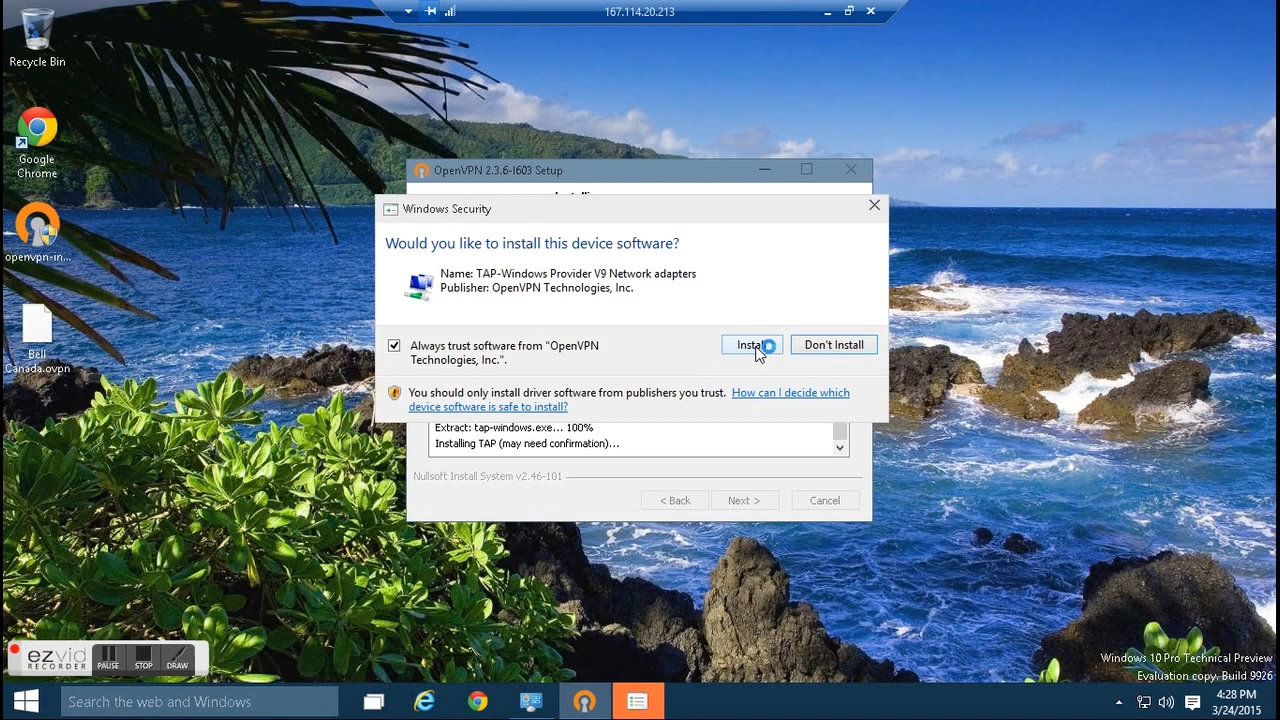 167.114.20.213
Recycle Bin
Google
Chrome
openvpn-in...
Bell
Canada.ovpn
OpenVPN 2.3.6-I603 Setup
Windows Security
Would you like to install this device software?
Name: TAP-Windows Provider V9 Network adapters
Publisher: OpenVPN Technologies, Inc.
Always trust software from "OpenVPN
Technologies, Inc.".
Install
Don't Install
You should only install driver software from publishers you trust. How can I decide which
device software is safe to install?
Extract: tap-windows.exe... 100%
Installing TAP (may need confirmation)...
Nullsoft Install System v2.46-101
< Back
Next >
Cancel
ezvid
RECORDER
PAUSE
STOP
DRAW
Windows 10 Pro Technical Preview
Evaluation copy. Build 9926
Search the web and Windows
4:28 PM
3/24/2015